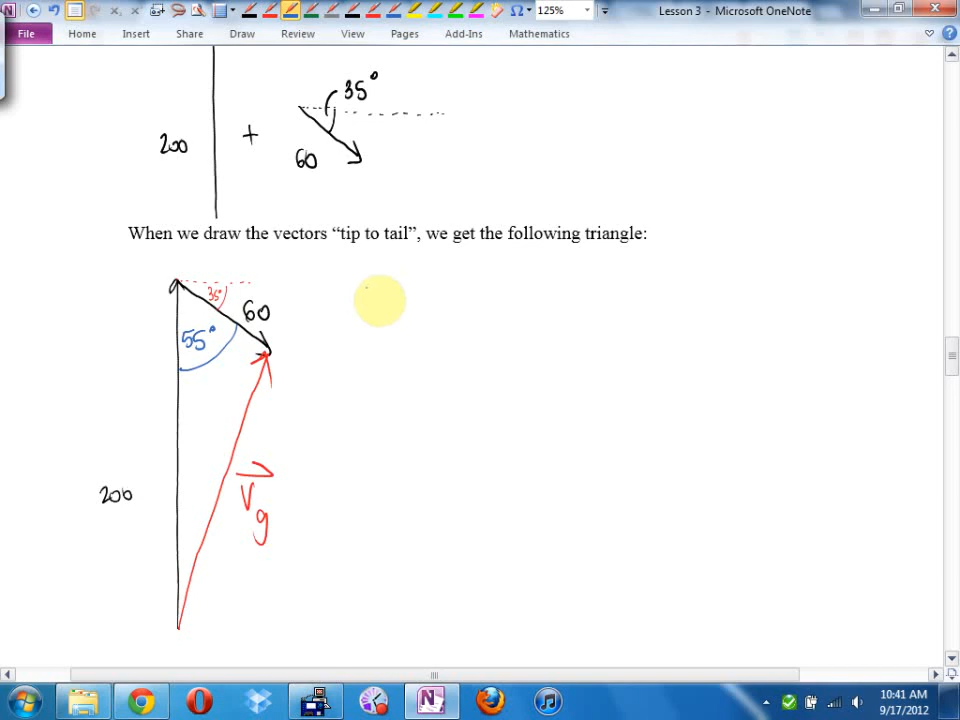 125%
Lesson 3 - Microsoft OneNote
File Home Insert Share Draw Review View Pages Add-Ins Mathematics
35°
200 +
60
When we draw the vectors “tip to tail”, we get the following triangle:
35°
60
55°
200
V g
10:41 AM
9/17/2012